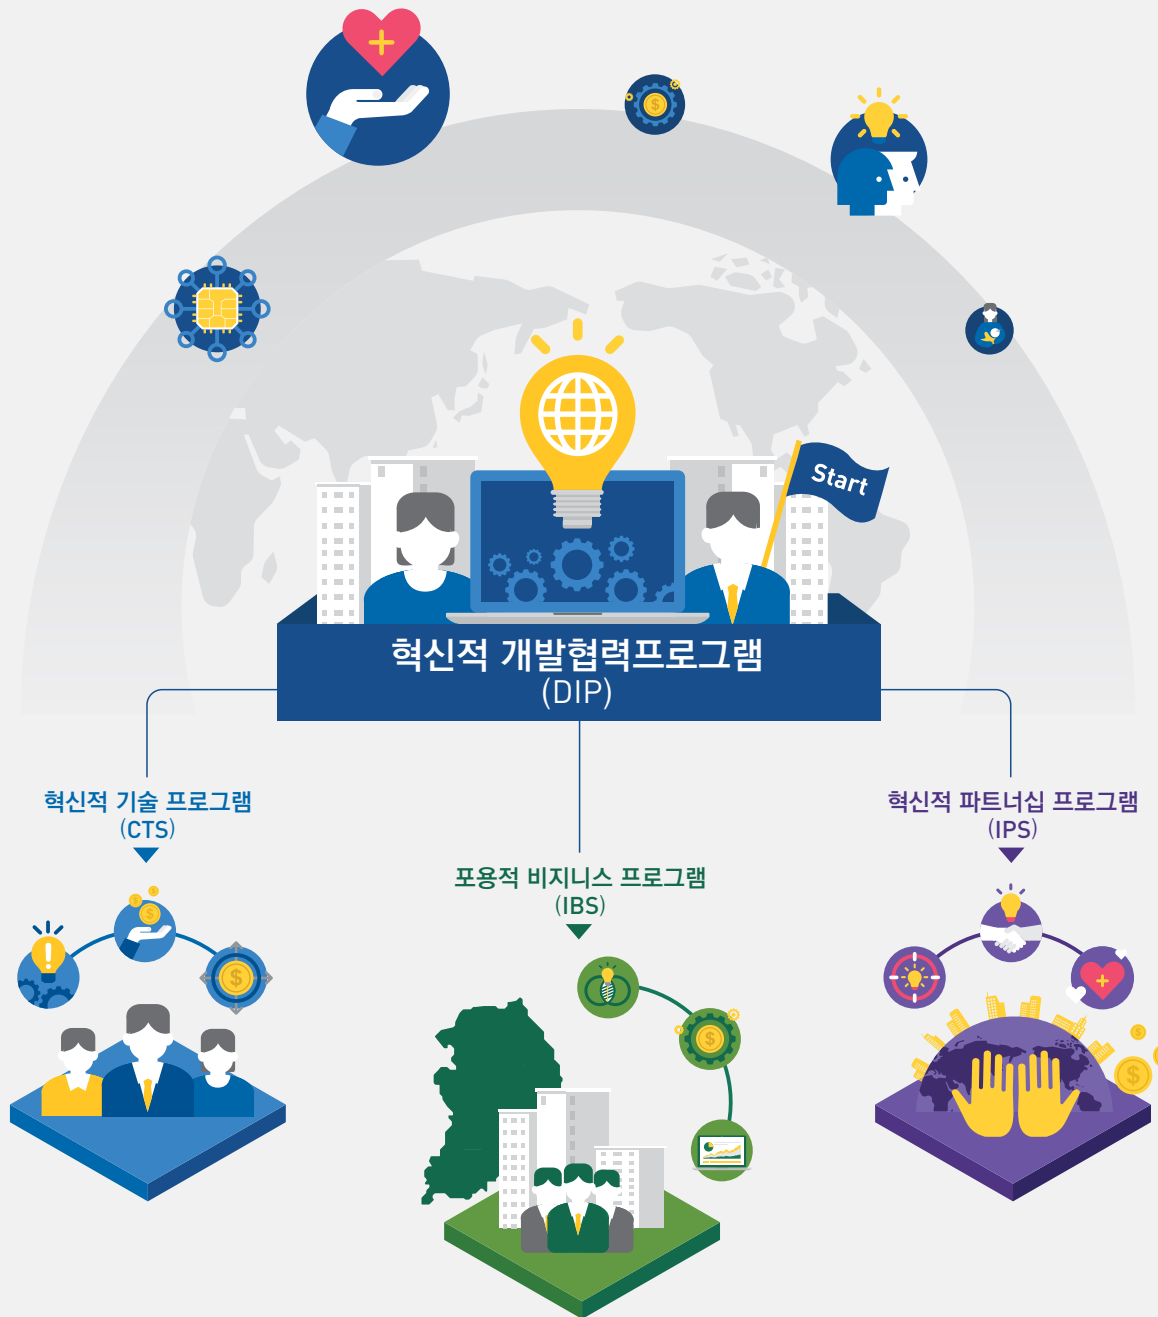 Start
혁신적 개발협력프로그램
(DIP)
혁신적 기술 프로그램
(CTS)
포용적 비지니스 프로그램
(IBS)
혁신적 파트너십 프로그램
(IPS)